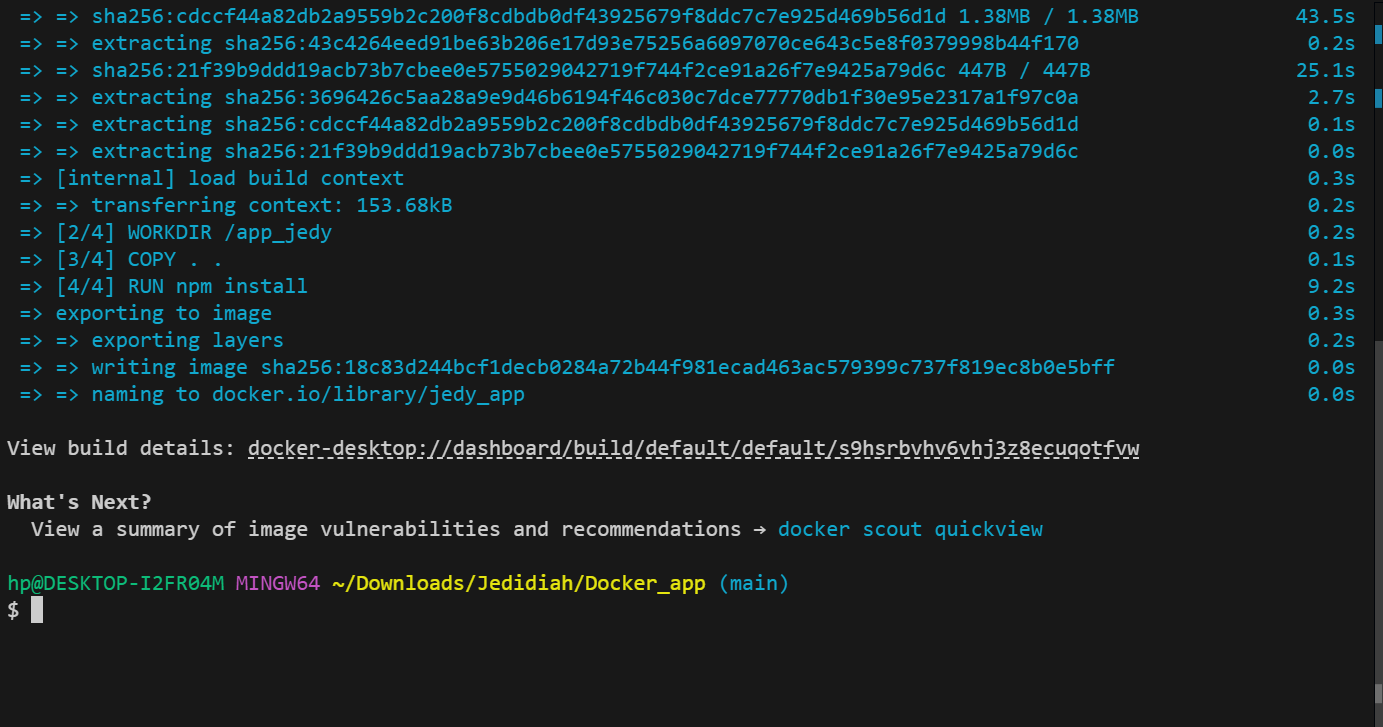 => => sha256:cdccf44a82db2a9559b2c200f8cdbdb0df43925679f8ddc7c7e925d469b56d1d 1.38MB / 1.38MB 43.5s
=> => extracting sha256:43c4264eed91be63b206e17d93e75256a6097070ce643c5e8f0379998b44f170 0.2s
=> => sha256:21f39b9ddd19acb73b7cbee0e5755029042719f744f2ce91a26f7e9425a79d6c 447B / 447B 25.1s
=> => extracting sha256:3696426c5aa28a9e9d46b6194f46c030c7dce77770db1f30e95e2317a1f97c0a 2.7s
=> => extracting sha256:cdccf44a82db2a9559b2c200f8cdbdb0df43925679f8ddc7c7e925d469b56d1d 0.1s
=> => extracting sha256:21f39b9ddd19acb73b7cbee0e5755029042719f744f2ce91a26f7e9425a79d6c 0.0s
=> [internal] load build context 0.3s
=> => transferring context: 153.68kB 0.2s
=> [2/4] WORKDIR /app_jedy 0.2s
=> [3/4] COPY . . 0.1s
=> [4/4] RUN npm install 9.2s
=> exporting to image 0.3s
=> => exporting layers 0.2s
=> => writing image sha256:18c83d244bcf1decb0284a72b44f981ecad463ac579399c737f819ec8b0e5bff 0.0s
=> => naming to docker.io/library/jedy_app 0.0s
View build details: docker-desktop://dashboard/build/default/default/s9hsrbvhv6vhj3z8ecuqotfvw
What's Next?
View a summary of image vulnerabilities and recommendations → docker scout quickview
hp@DESKTOP-I2FR04M MINGW64 ~/Downloads/Jedidiah/Docker_app (main)
$